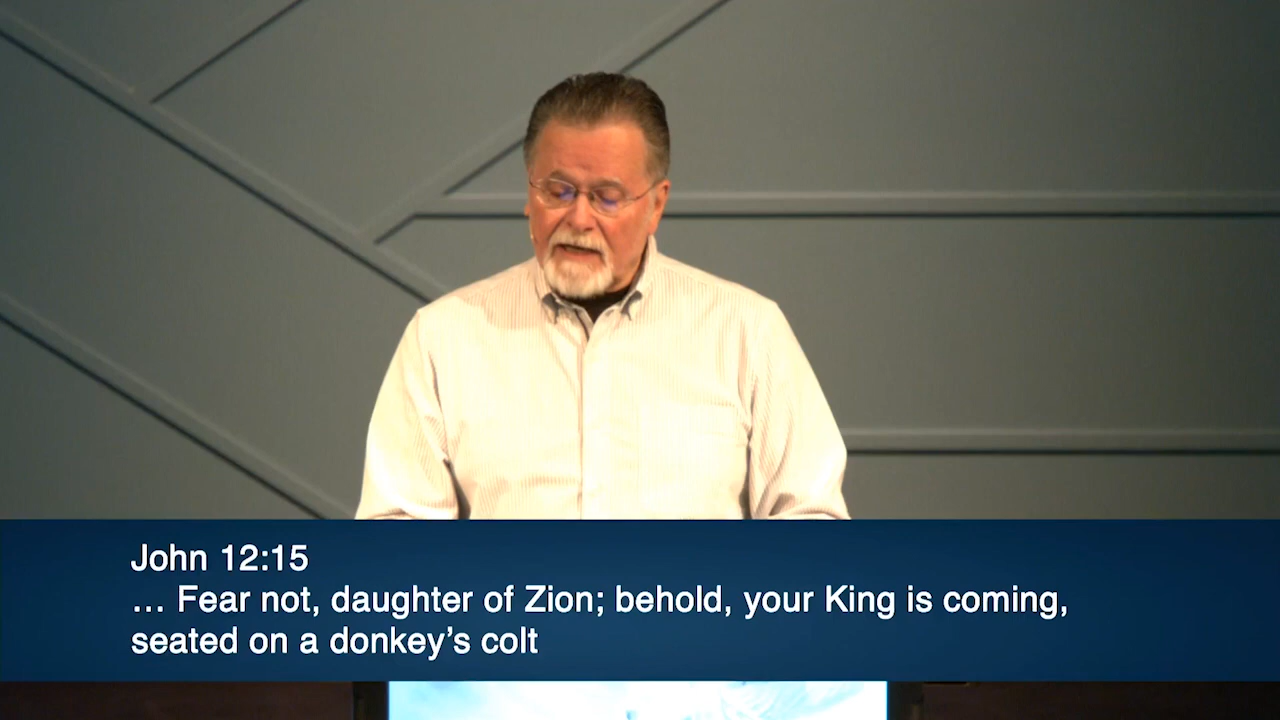 John 12:15
… Fear not, daughter of Zion; behold, your King is coming,
seated on a donkey’s colt